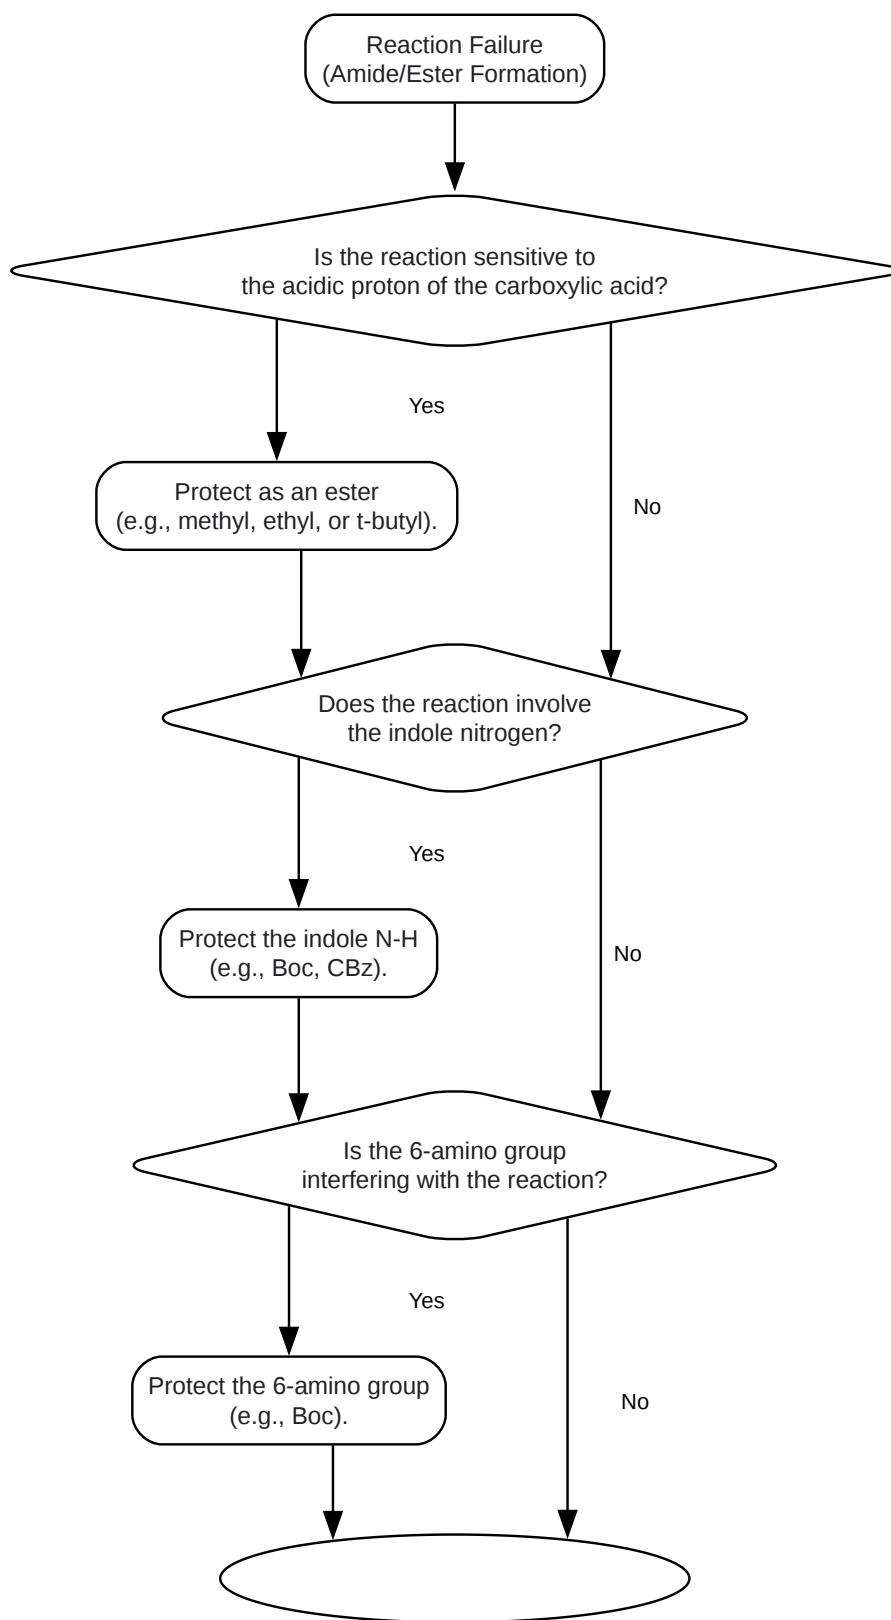 Reaction Failure
(Amide/Ester Formation)
Is the reaction sensitive to
the acidic proton of the carboxylic acid?
Yes
Protect as an ester
(e.g., methyl, ethyl, or t-butyl).
No
Does the reaction involve
the indole nitrogen?
Yes
Protect the indole N-H
(e.g., Boc, CBz).
No
Is the 6-amino group
interfering with the reaction?
Yes
Protect the 6-amino group
(e.g., Boc).
No